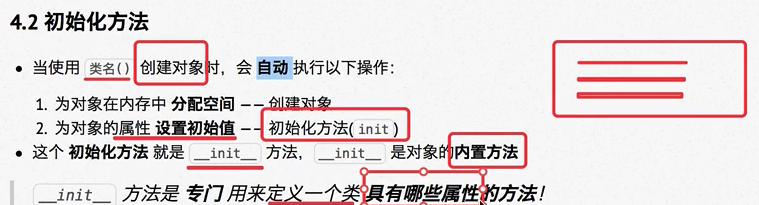 4.2 初始化方法
• 当使用 类名() 创建对象时，会 自动 执行以下操作：
1. 为对象在内存中 分配空间 —— 创建对象
2. 为对象的属性 设置初始值 —— 初始化方法(init)
• 这个 初始化方法 就是 __init__ 方法，__init__ 是对象的内置方法
__init__ 方法是 专门 用来定义一个类 具有哪些属性的方法！